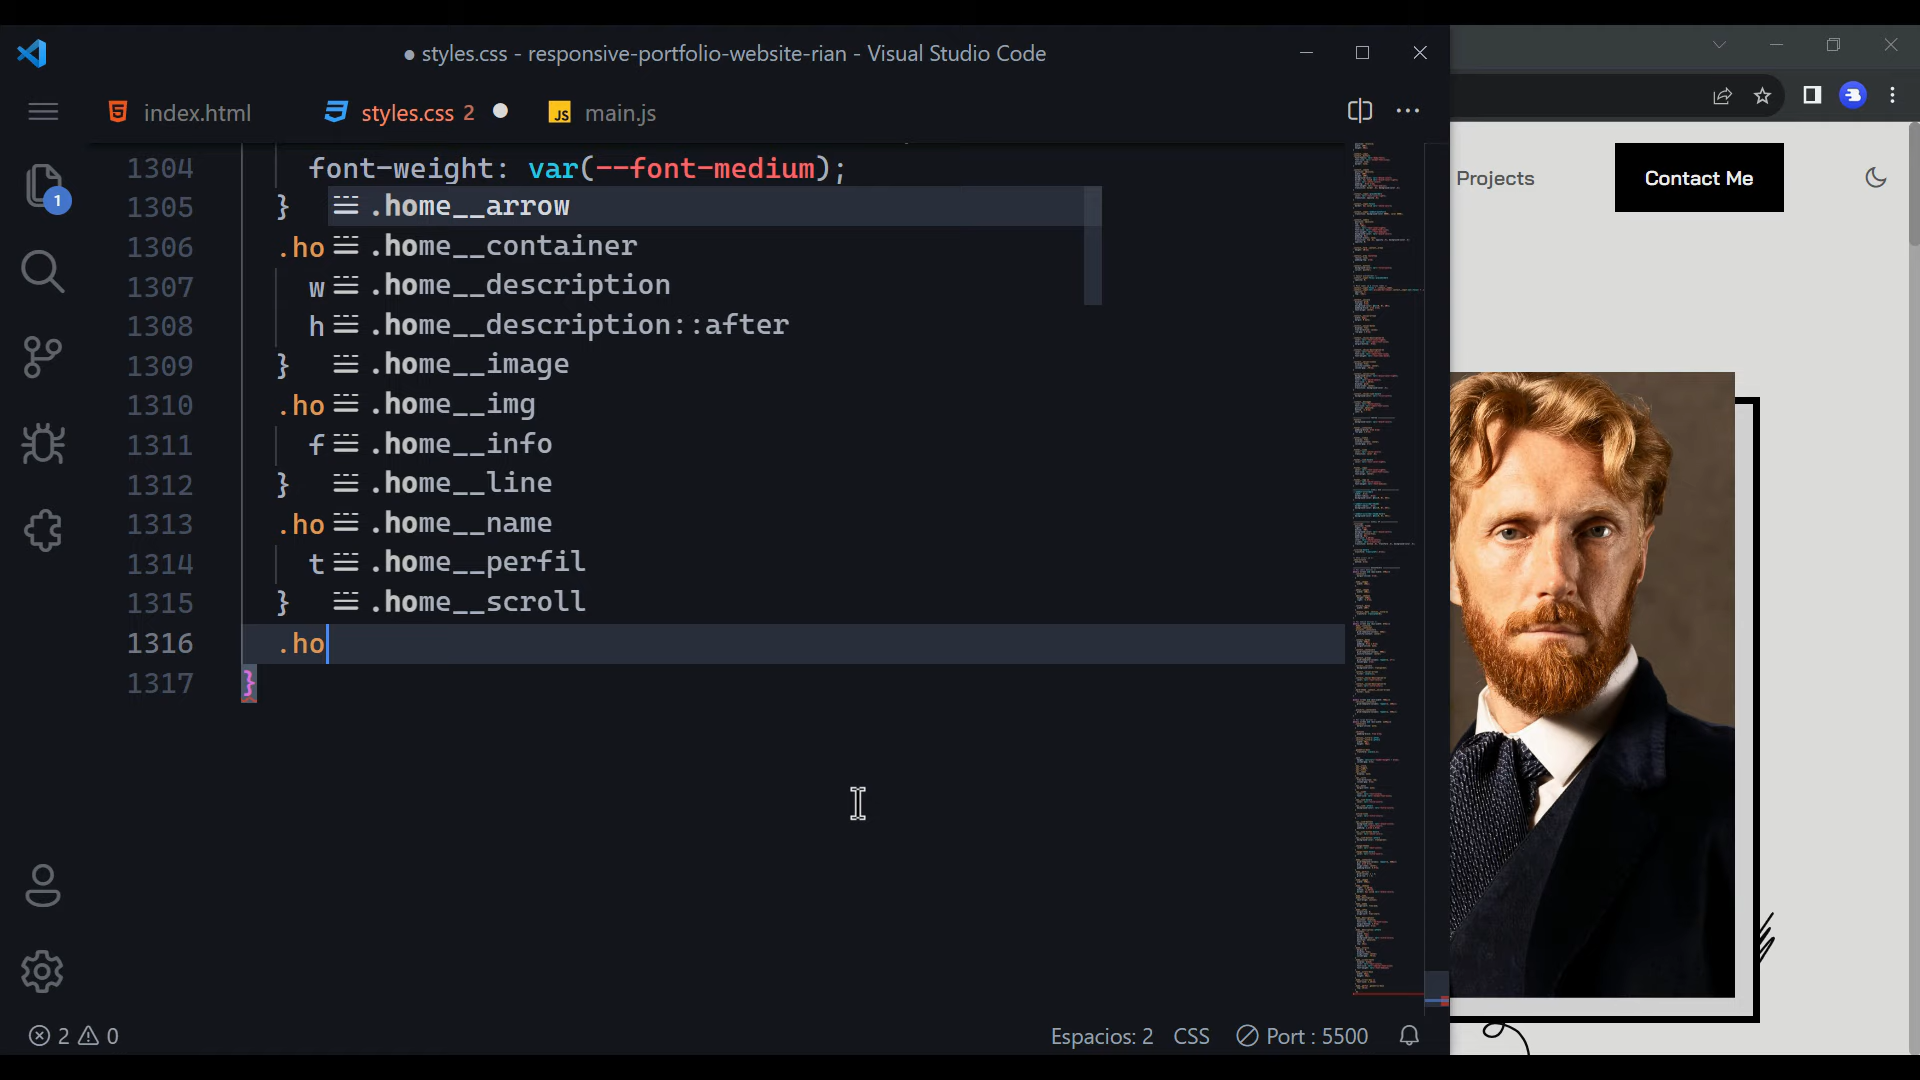 styles.css - responsive-portfolio-website-rian - Visual Studio Code
index.html
styles.css 2
JS main.js
1304 font-weight: var(--font-medium);
1305 }
.home__arrow
1306 .ho
.home__container
1307 w
.home__description
1308 h
.home__description::after
1309 }
.home__image
1310 .ho
.home__img
1311 f
.home__info
1312 }
.home__line
1313 .ho
.home__name
1314 t
.home__perfil
1315 }
.home__scroll
1316 .ho
1317 }
1
2 0
Espacios: 2 CSS Port : 5500
Projects
Contact Me